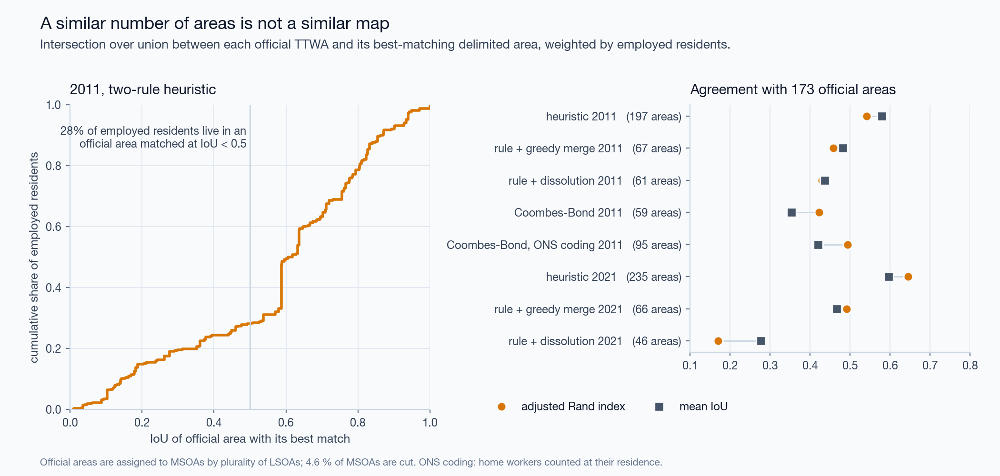 A similar number of areas is not a similar map
Intersection over union between each official TTWA and its best-matching delimited area, weighted by employed residents.
2011, two-rule heuristic
cumulative share of employed residents
1.0
0.8
0.6
0.4
0.2
0.0
28% of employed residents live in an
official area matched at IoU < 0.5
0.0 0.2 0.4 0.6 0.8 1.0
IoU of official area with its best match
Agreement with 173 official areas
heuristic 2011 (197 areas)
rule + greedy merge 2011 (67 areas)
rule + dissolution 2011 (61 areas)
Coombes-Bond 2011 (59 areas)
Coombes-Bond, ONS coding 2011 (95 areas)
heuristic 2021 (235 areas)
rule + greedy merge 2021 (66 areas)
rule + dissolution 2021 (46 areas)
0.1 0.2 0.3 0.4 0.5 0.6 0.7 0.8
adjusted Rand index
mean IoU
Official areas are assigned to MSOAs by plurality of LSOAs; 4.6 % of MSOAs are cut. ONS coding: home workers counted at their residence.